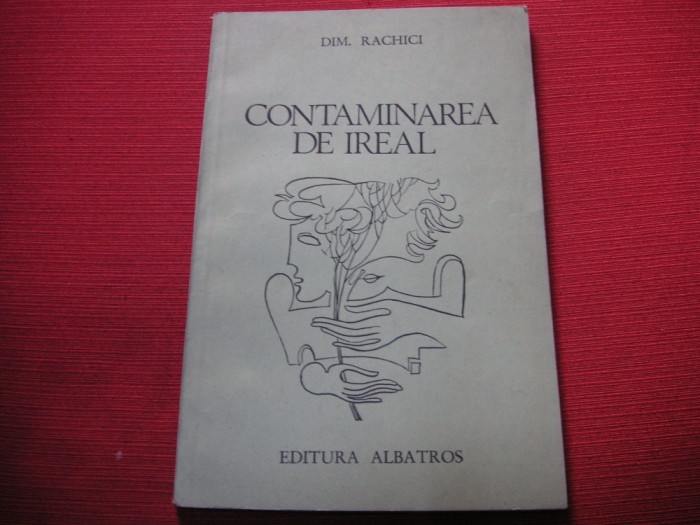 DIM. RACHICI
CONTAMINAREA
DE IREAL
EDITURA ALBATROS